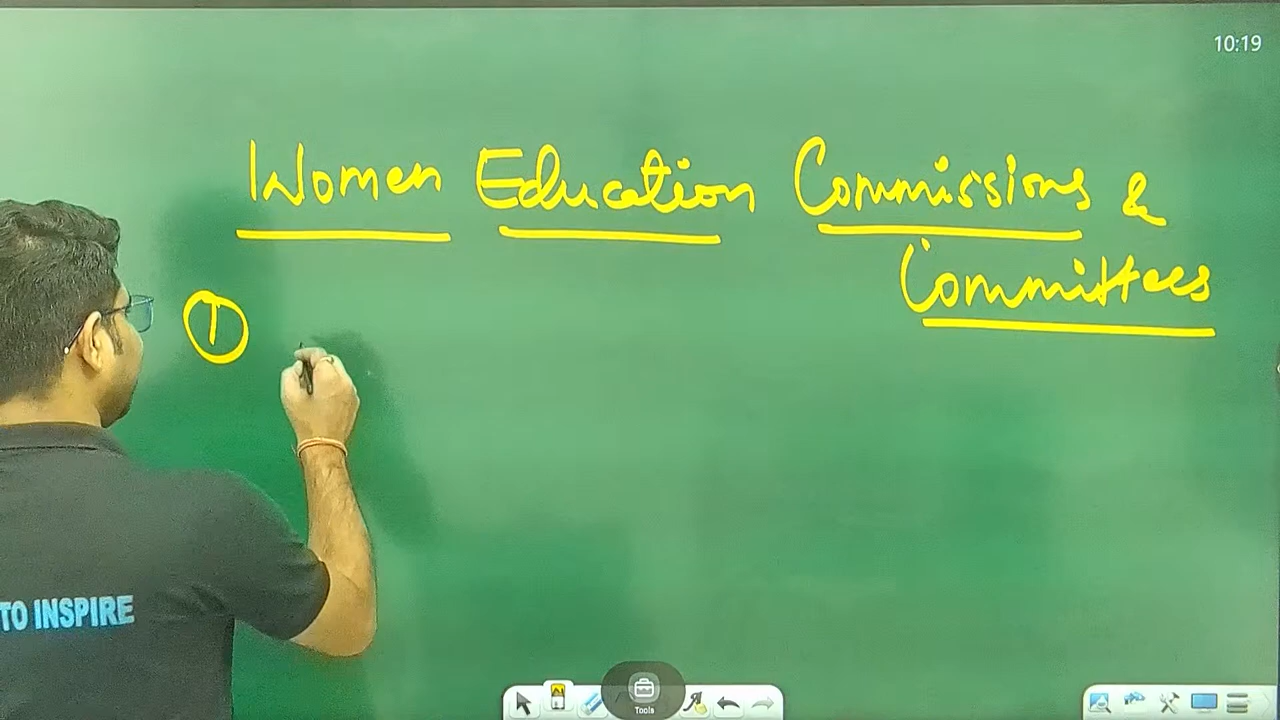 10:19
Women Education Commissions &
Committees
1
TO INSPIRE
Tools